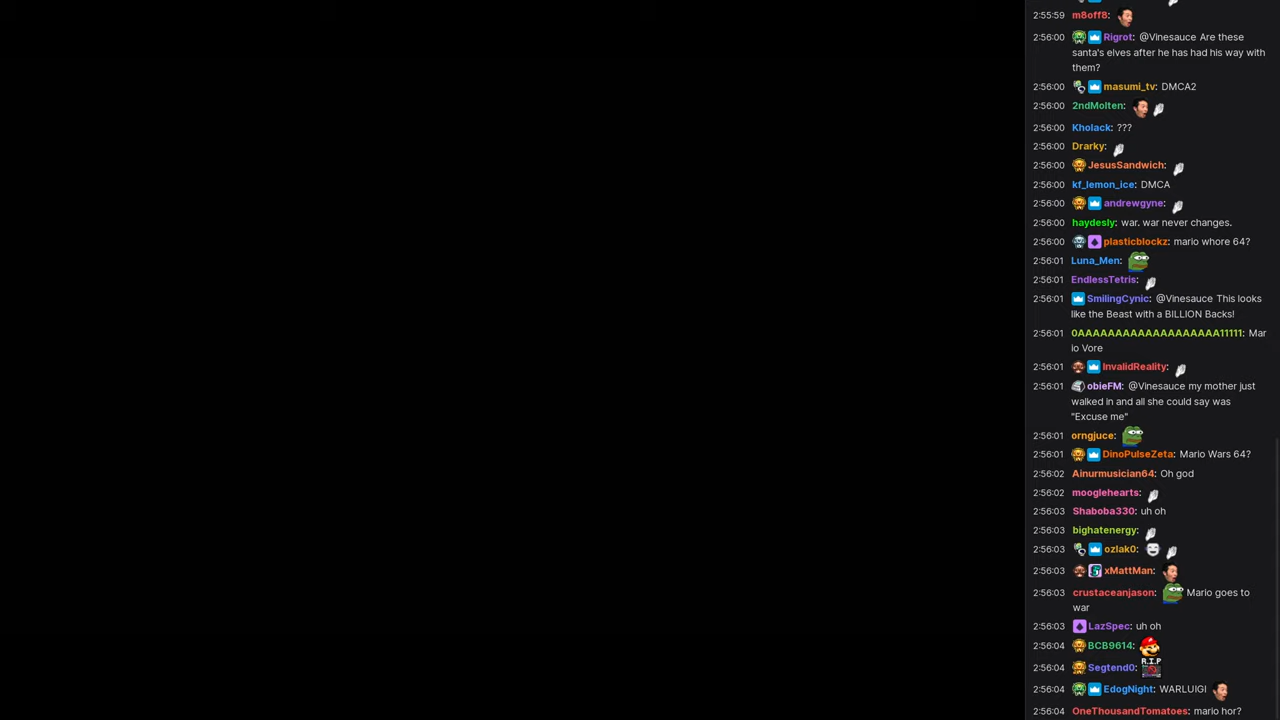 2:55:59 m8off8:
2:56:00 Rigrot: @Vinesauce Are these
santa's elves after he has had his way with
them?
2:56:00 masumi_tv: DMCA2
2:56:00 2ndMolten:
2:56:00 Kholack: ???
2:56:00 Drarky:
2:56:00 JesusSandwich:
2:56:00 kf_lemon_ice: DMCA
2:56:00 andrewgyne:
2:56:00 haydesly: war. war never changes.
2:56:00 plasticblockz: mario whore 64?
2:56:01 Luna_Men:
2:56:01 EndlessTetris:
2:56:01 SmilingCynic: @Vinesauce This looks
like the Beast with a BILLION Backs!
2:56:01 0AAAAAAAAAAAAAAAAAAA11111: Mar
io Vore
2:56:01 InvalidReality:
2:56:01 obieFM: @Vinesauce my mother just
walked in and all she could say was
"Excuse me"
2:56:01 orngjuce:
2:56:01 DinoPulseZeta: Mario Wars 64?
2:56:02 Ainurmusician64: Oh god
2:56:02 mooglehearts:
2:56:03 Shaboba330: uh oh
2:56:03 bighatenergy:
2:56:03 ozlak0:
2:56:03 xMattMan:
2:56:03 crustaceanjason: Mario goes to
war
2:56:03 LazSpec: uh oh
2:56:04 BCB9614:
2:56:04 Segtend0: R.I.P
2:56:04 EdogNight: WARLUIGI
2:56:04 OneThousandTomatoes: mario hor?